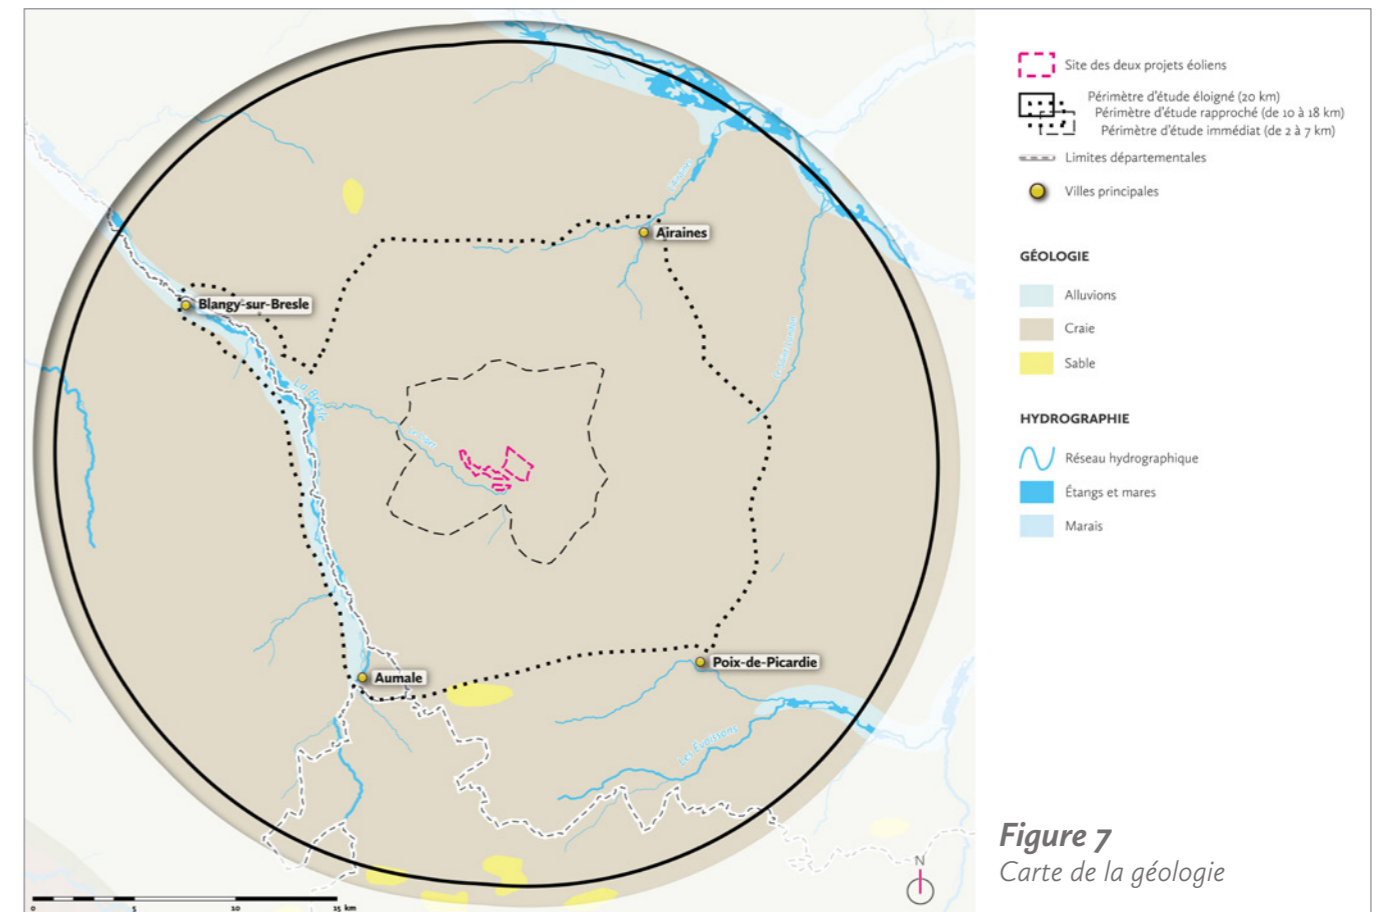 Airaines
Blangy-sur-Bresle
La Bresle
Le Liger
Aumale
Poix-de-Picardie
Les Évoissons
N
0 5 10 15 km
Site des deux projets éoliens
Périmètre d'étude éloigné (20 km)
Périmètre d'étude rapproché (de 10 à 18 km)
Périmètre d'étude immédiat (de 2 à 7 km)
Limites départementales
Villes principales
GÉOLOGIE
Alluvions
Craie
Sable
HYDROGRAPHIE
Réseau hydrographique
Étangs et mares
Marais
Figure 7
Carte de la géologie